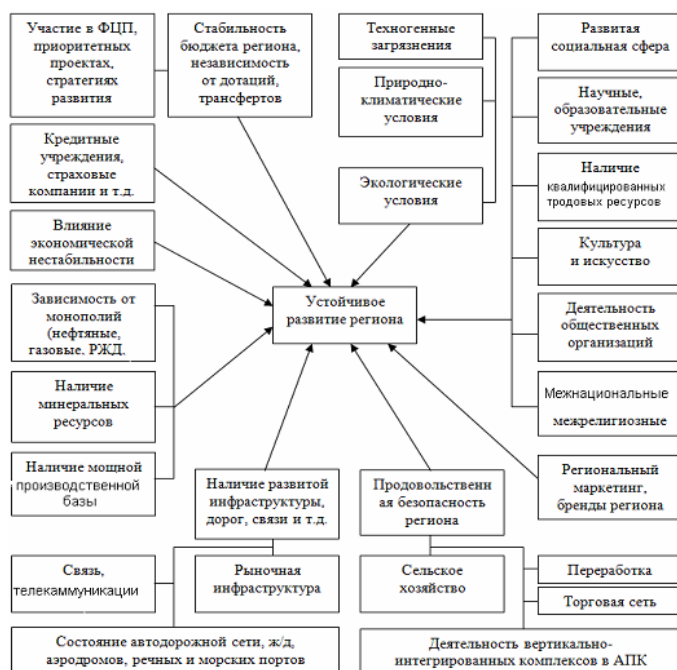 Участие в ФЦП,
приоритетных
проектах,
стратегиях
развития
Стабильность
бюджета региона,
независимость
от дотаций,
трансфертов
Техногенные
загрязнения
Развитая
социальная сфера
Природно-
климатические
условия
Научные,
образовательные
учреждения
Кредитные
учреждения,
страховые
компании и т.д.
Экологические
условия
Наличие
квалифицированных
тродовых ресурсов
Влияние
экономической
нестабильности
Культура
и искусство
Зависимость от
монополий
(нефтяные,
газовые. РЖД.
Устойчивое
развитие региона
Деятельность
общественных
организаций
Наличие
минеральных
ресурсов
Межнациональные
межрелигиозные
Наличие мощной
производственной
базы
Наличие развитой
инфраструктуры,
дорог, связи и т.д.
Продовольственн
ая безопасность
региона
Региональный
маркетинг,
бренды региона
Связь,
телекаммуникации
Рыночная
инфраструктура
Сельское
хозяйство
Переработка
Торговая сеть
Состояние автодорожной сети, ж/д,
аэродромов, речных и морских портов
Деятельность вертикально-
интегрированных комплексов в АПК